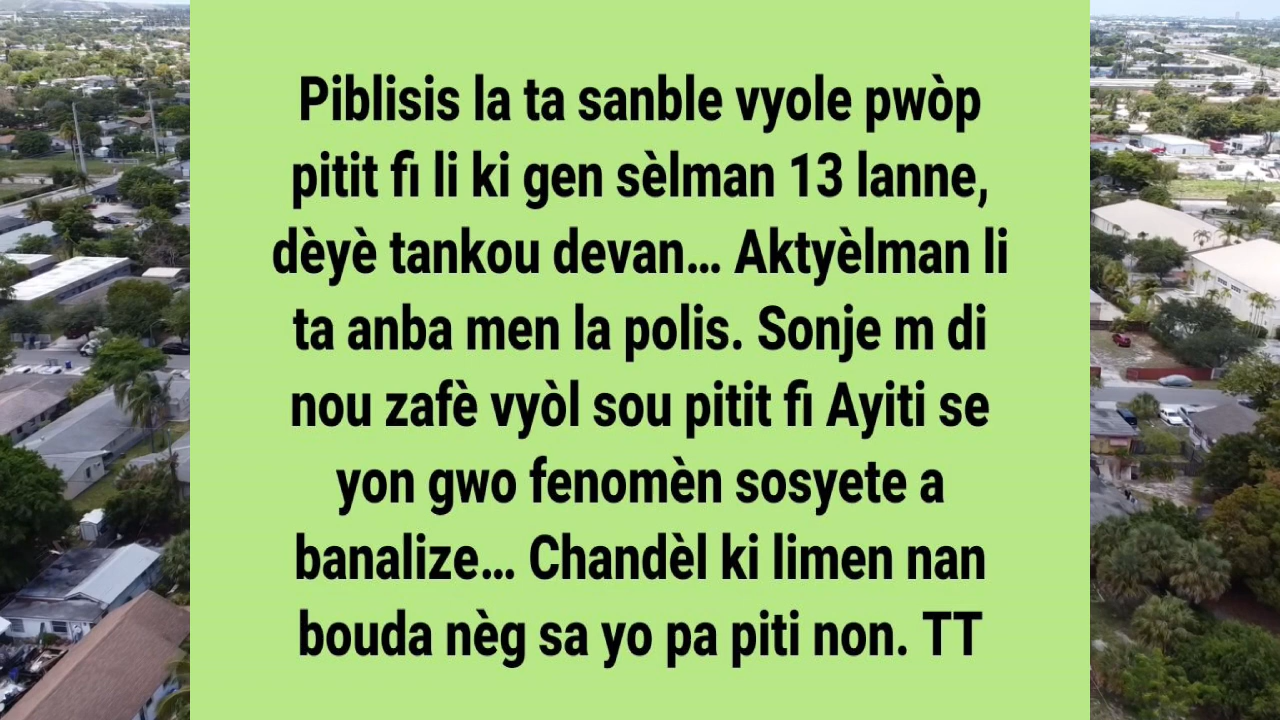 Piblisis la ta sanble vyole pwòp
pitit fi li ki gen sèlman 13 lanne,
dèyè tankou devan... Aktyèlman li
ta anba men la polis. Sonje m di
nou zafè vyòl sou pitit fi Ayiti se
yon gwo fenomèn sosyete a
banalize... Chandèl ki limen nan
bouda nèg sa yo pa piti non. TT